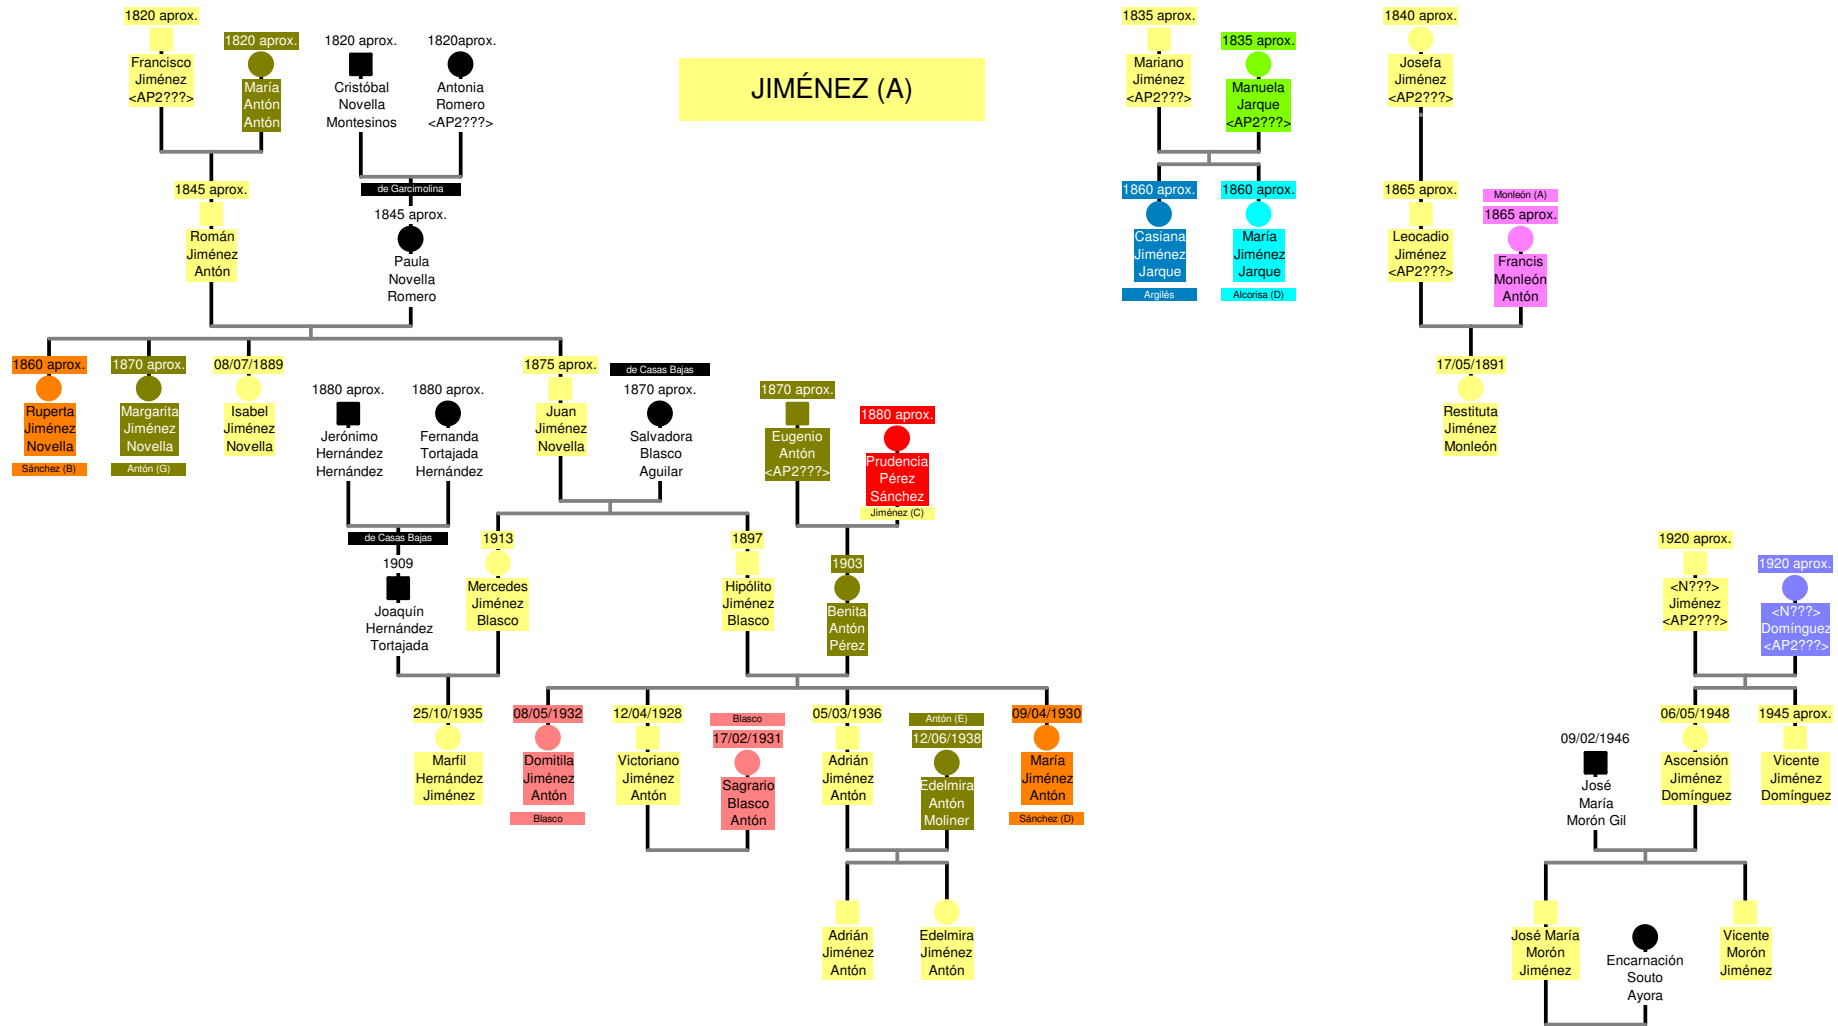 JIMÉNEZ (A)
1820 aprox.
Francisco
Jiménez
<AP2???>
1820 aprox.
María
Antón
Antón
1820 aprox.
Cristóbal
Novella
Montesinos
1820aprox.
Antonia
Romero
<AP2???>
1835 aprox.
Mariano
Jiménez
<AP2???>
1835 aprox.
Manuela
Jarque
<AP2???>
1840 aprox.
Josefa
Jiménez
<AP2???>
1845 aprox.
Román
Jiménez
Antón
de Garcimolina
1845 aprox.
Paula
Novella
Romero
1860 aprox.
Casiana
Jiménez
Jarque
Argilés
1860 aprox.
María
Jiménez
Jarque
Alcorisa (D)
1865 aprox.
Leocadio
Jiménez
<AP2???>
Monleón (A)
1865 aprox.
Francis
Monleón
Antón
1860 aprox.
Ruperta
Jiménez
Novella
Sánchez (B)
1870 aprox.
Margarita
Jiménez
Novella
Antón (G)
08/07/1889
Isabel
Jiménez
Novella
1880 aprox.
Jerónimo
Hernández
Hernández
1880 aprox.
Fernanda
Tortajada
Hernández
1875 aprox.
Juan
Jiménez
Novella
de Casas Bajas
1870 aprox.
Salvadora
Blasco
Aguilar
1870 aprox.
Eugenio
Antón
<AP2???>
1880 aprox.
Prudencia
Pérez
Sánchez
Jiménez (C)
17/05/1891
Restituta
Jiménez
Monleón
de Casas Bajas
1909
Joaquín
Hernández
Tortajada
1913
Mercedes
Jiménez
Blasco
1897
Hipólito
Jiménez
Blasco
1903
Benita
Antón
Pérez
1920 aprox.
<N???>
Jiménez
<AP2???>
1920 aprox.
<N???>
Domínguez
<AP2???>
25/10/1935
Marfil
Hernández
Jiménez
08/05/1932
Domitila
Jiménez
Antón
Blasco
12/04/1928
Victoriano
Jiménez
Antón
Blasco
17/02/1931
Sagrario
Blasco
Antón
05/03/1936
Adrián
Jiménez
Antón
Antón (E)
12/06/1938
Edelmira
Antón
Moliner
09/04/1930
María
Jiménez
Antón
Sánchez (D)
09/02/1946
José
María
Morón Gil
06/05/1948
Ascensión
Jiménez
Domínguez
1945 aprox.
Vicente
Jiménez
Domínguez
Adrián
Jiménez
Antón
Edelmira
Jiménez
Antón
José María
Morón
Jiménez
Encarnación
Souto
Ayora
Vicente
Morón
Jiménez